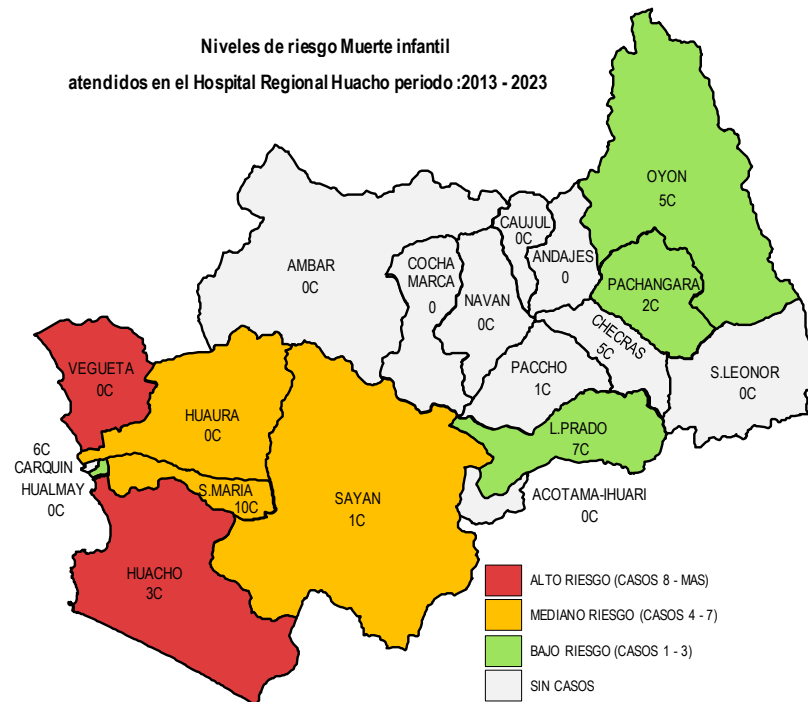 Niveles de riesgo Muerte infantil
atendidos en el Hospital Regional Huacho periodo :2013 - 2023
OYON
5C
CAUJUL
0C
ANDAJES
0
AMBAR
0C
COCHA
MARCA
0
NAVAN
0C
PACHANGARA
2C
CHECRAS
5C
S.LEONOR
0C
PACCHO
1C
VEGUETA
0C
HUAURA
0C
L.PRADO
7C
6C
CARQUIN
HUALMAY
0C
S.MARIA
10C
SAYAN
1C
ACOTAMA-IHUARI
0C
HUACHO
3C
ALTO RIESGO (CASOS 8 - MAS)
MEDIANO RIESGO (CASOS 4 - 7)
BAJO RIESGO (CASOS 1 - 3)
SIN CASOS